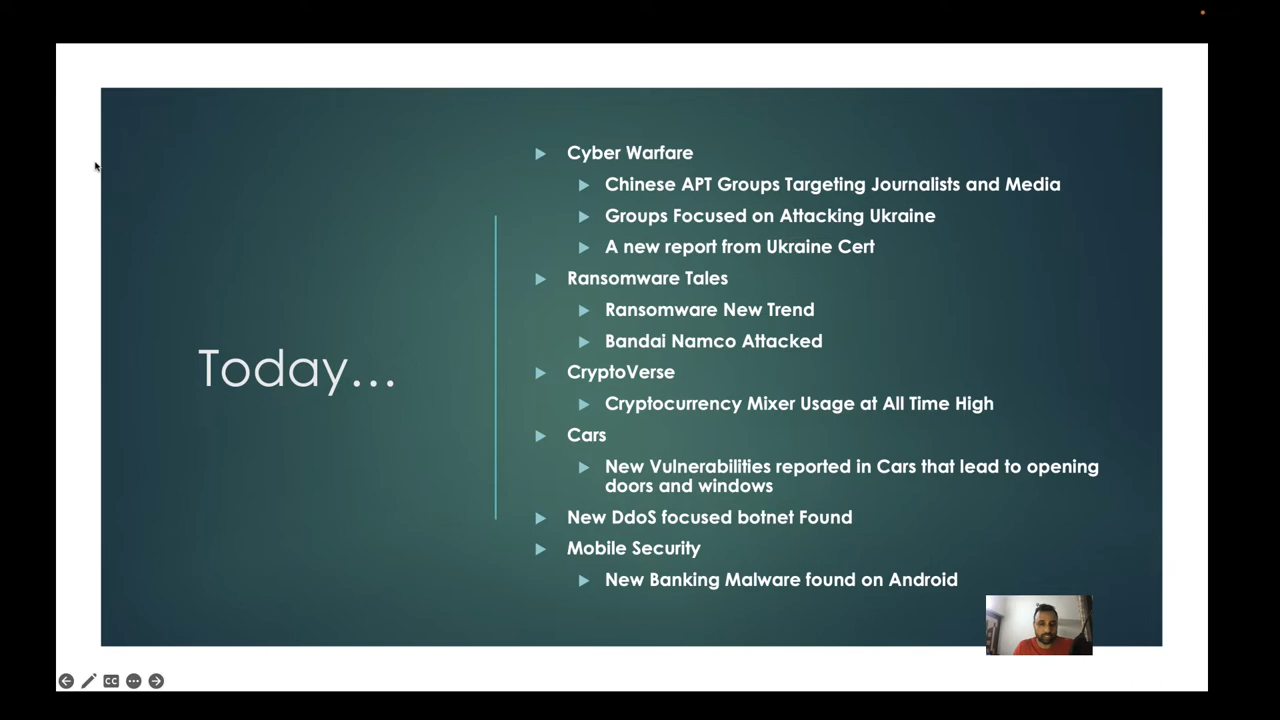 Today...
Cyber Warfare
Chinese APT Groups Targeting Journalists and Media
Groups Focused on Attacking Ukraine
A new report from Ukraine Cert
Ransomware Tales
Ransomware New Trend
Bandai Namco Attacked
CryptoVerse
Cryptocurrency Mixer Usage at All Time High
Cars
New Vulnerabilities reported in Cars that lead to opening
doors and windows
New DdoS focused botnet Found
Mobile Security
New Banking Malware found on Android
CC